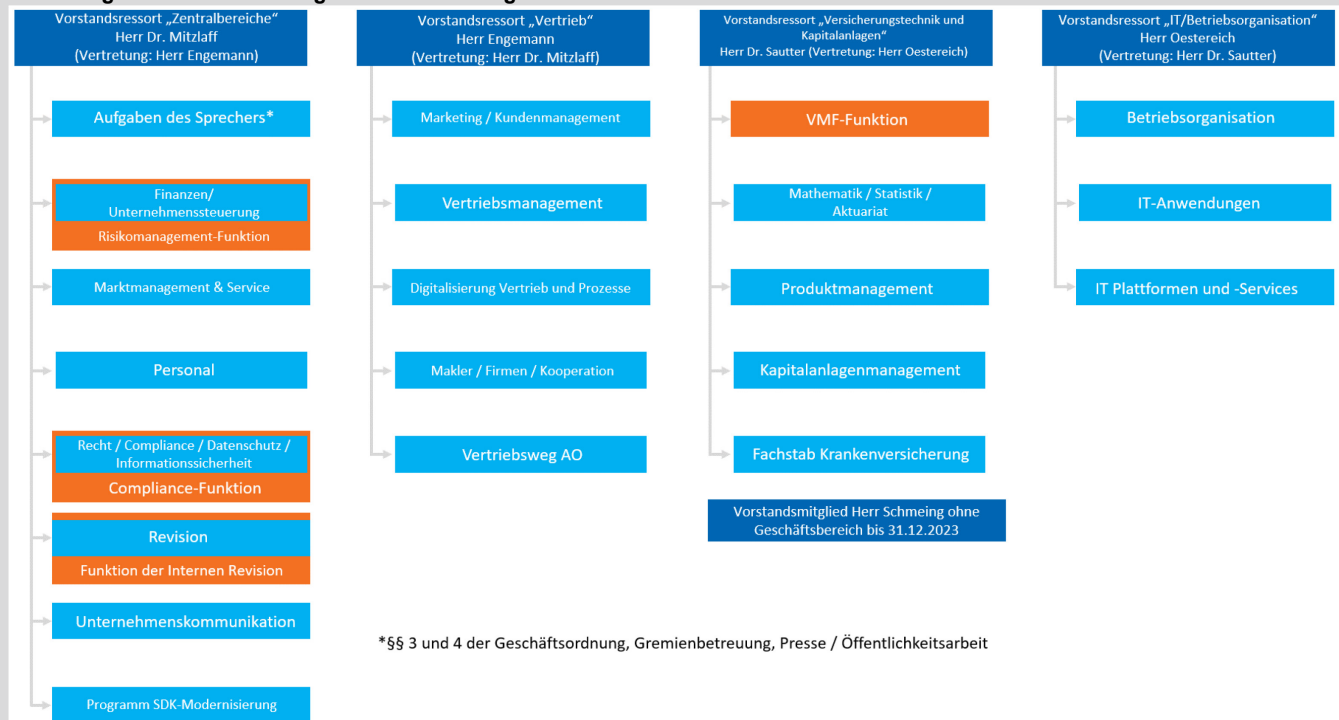 Vorstandsressort „Zentralbereiche“
Herr Dr. Mitzlaff
(Vertretung: Herr Engemann)
Aufgaben des Sprechers*
Finanzen/
Unternehmenssteuerung
Risikomanagement-Funktion
Marktmanagement & Service
Personal
Recht / Compliance / Datenschutz /
Informationssicherheit
Compliance-Funktion
Revision
Funktion der Internen Revision
Unternehmenskommunikation
Programm SDK-Modernisierung
Vorstandsressort „Vertrieb“
Herr Engemann
(Vertretung: Herr Dr. Mitzlaff)
Marketing / Kundenmanagement
Vertriebsmanagement
Digitalisierung Vertrieb und Prozesse
Makler / Firmen / Kooperation
Vertriebsweg AO
Vorstandsressort „Versicherungstechnik und
Kapitalanlagen“
Herr Dr. Sautter (Vertretung: Herr Oestereich)
VMF-Funktion
Mathematik / Statistik /
Aktuariat
Produktmanagement
Kapitalanlagenmanagement
Fachstab Krankenversicherung
Vorstandsmitglied Herr Schmeing ohne
Geschäftsbereich bis 31.12.2023
Vorstandsressort „IT/Betriebsorganisation“
Herr Oestereich
(Vertretung: Herr Dr. Sautter)
Betriebsorganisation
IT-Anwendungen
IT Plattformen und -Services
*§§ 3 und 4 der Geschäftsordnung, Gremienbetreuung, Presse / Öffentlichkeitsarbeit